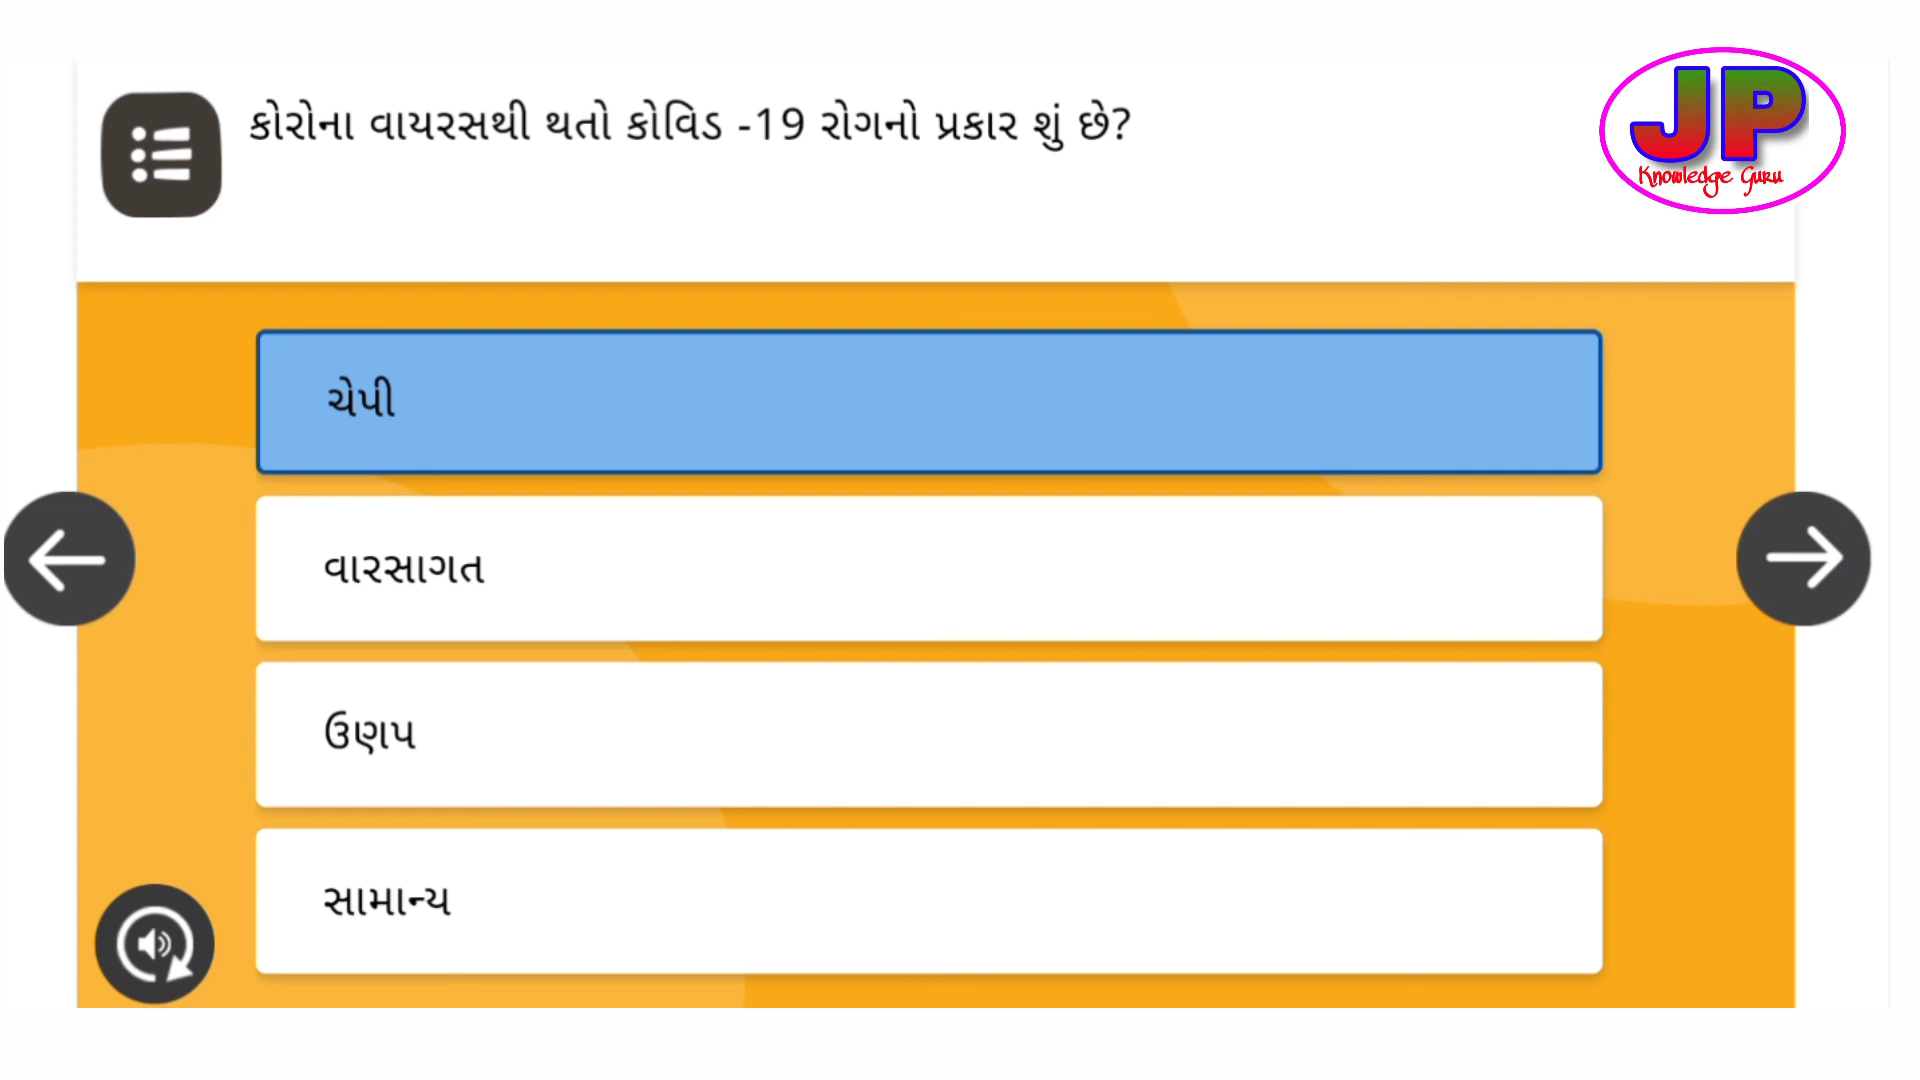 કોરોના વાયરસથી થતો કોવિડ -19 રોગનો પ્રકાર શું છે?
JP
Knowledge Guru
ચેપી
વારસાગત
ઉણપ
સામાન્ય